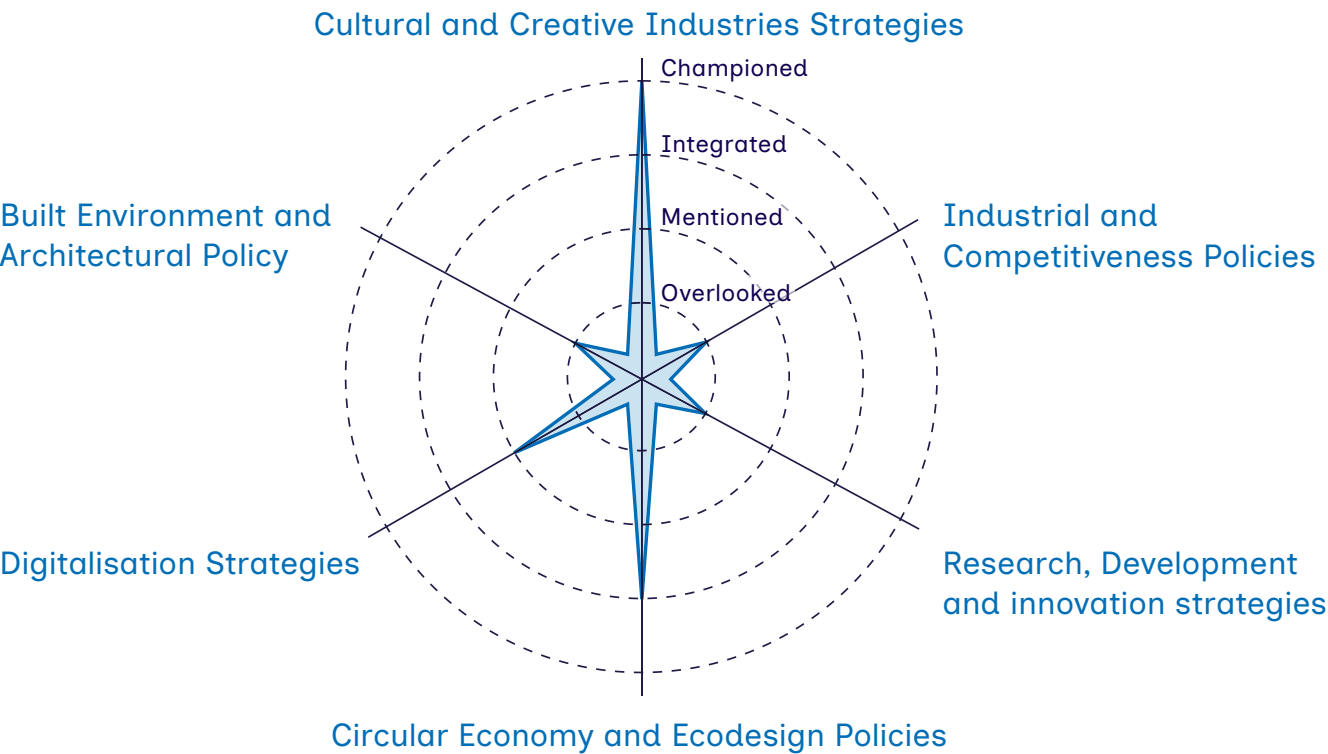 Cultural and Creative Industries Strategies
Championed
Integrated
Mentioned
Overlooked
Built Environment and
Architectural Policy
Industrial and
Competitiveness Policies
Digitalisation Strategies
Research, Development
and innovation strategies
Circular Economy and Ecodesign Policies